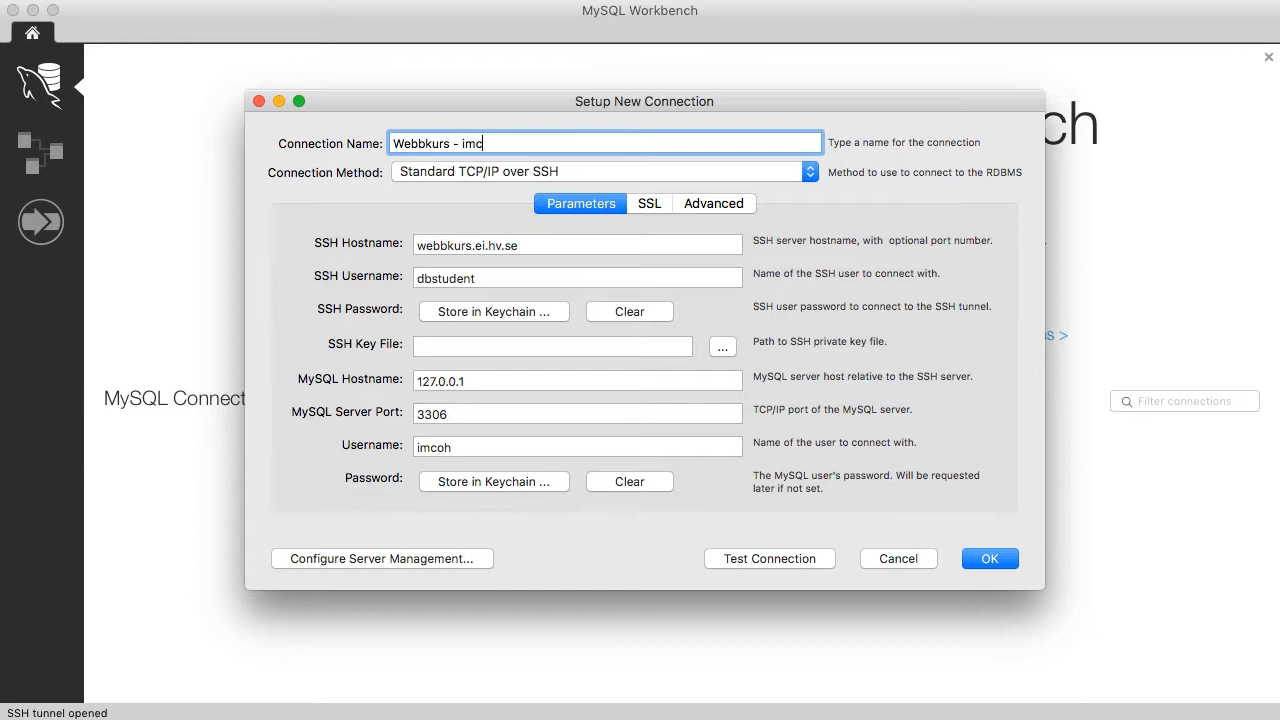 MySQL Workbench
ch
Setup New Connection
Connection Name: Webbkurs - imc Type a name for the connection
Connection Method: Standard TCP/IP over SSH Method to use to connect to the RDBMS
Parameters SSL Advanced
SSH Hostname: webbkurs.ei.hv.se SSH server hostname, with optional port number.
SSH Username: dbstudent Name of the SSH user to connect with.
SSH Password: Store in Keychain ... Clear SSH user password to connect to the SSH tunnel.
s >
SSH Key File: ... Path to SSH private key file.
MySQL Hostname: 127.0.0.1 MySQL server host relative to the SSH server.
MySQL Connect
Filter connections
MySQL Server Port: 3306 TCP/IP port of the MySQL server.
Username: imcoh Name of the user to connect with.
Password: Store in Keychain ... Clear The MySQL user's password. Will be requested
later if not set.
Configure Server Management... Test Connection Cancel OK
SSH tunnel opened